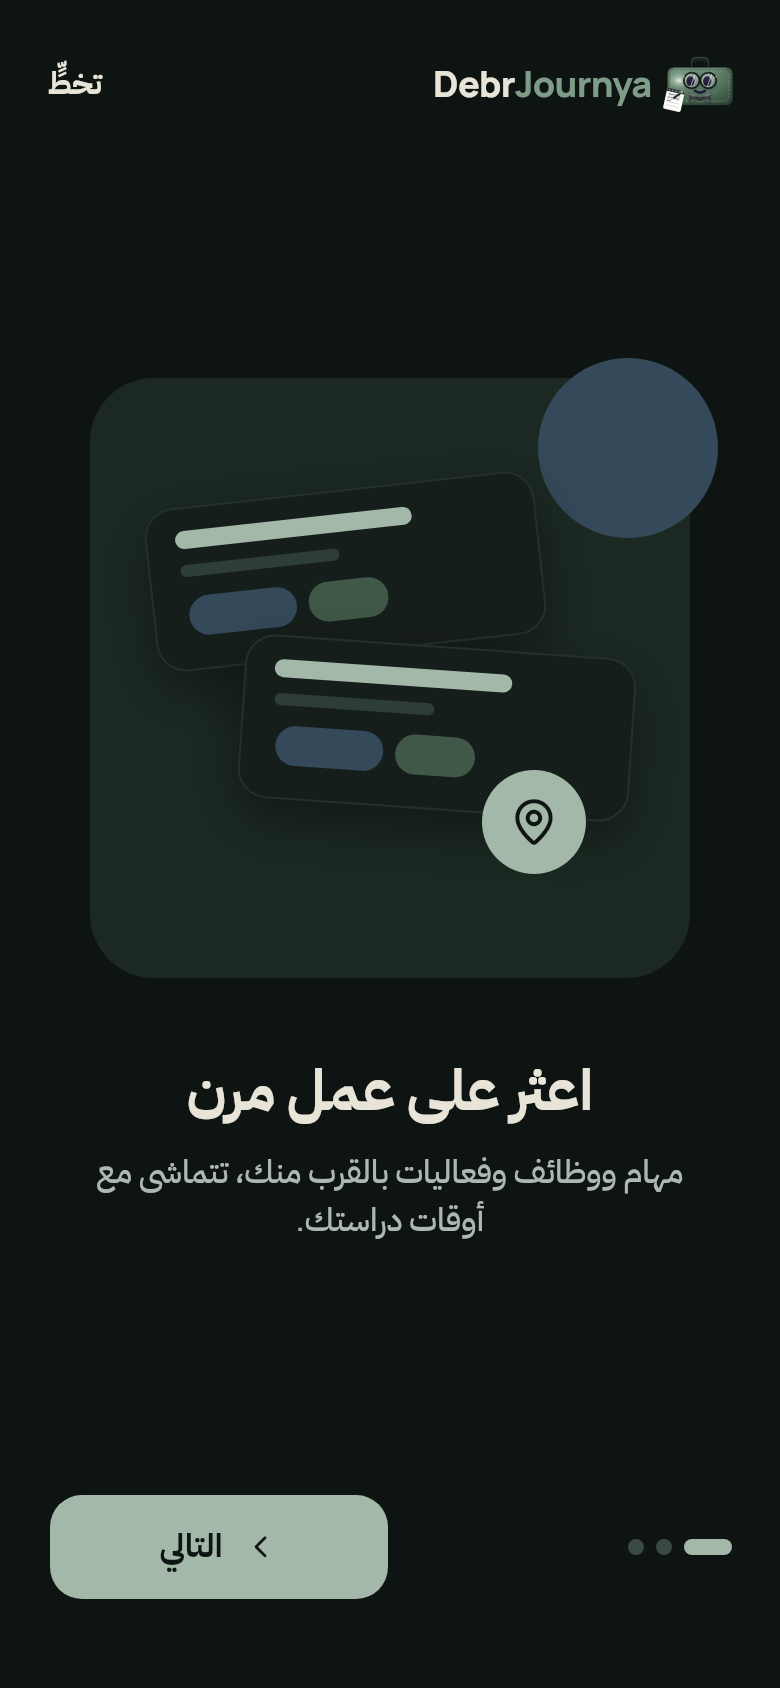 DebrJournya
تخطٍّ
اعثر على عمل مرن
مهام ووظائف وفعاليات بالقرب منك، تتماشى مع
أوقات دراستك.
التالي